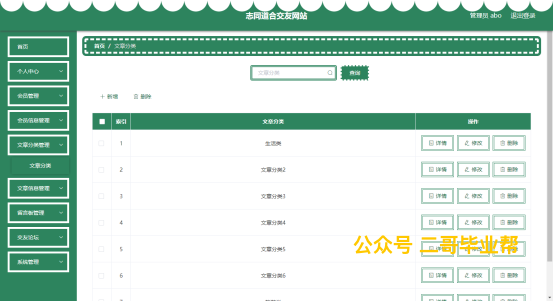 志同道合交友网站
管理员 abo 退出登录
首页
个人中心
会员管理
会员信息管理
文章分类管理
文章分类
文章信息管理
留言板管理
交友论坛
系统管理
首页 / 文章分类
文章分类 查询
+ 新增 删除
索引 文章分类 操作
1 生活类 详情 修改 删除
2 文章分类2 详情 修改 删除
3 文章分类3 详情 修改 删除
4 文章分类4 详情 修改 删除
5 文章分类5 详情 修改 删除
6 文章分类6 详情 修改 删除
公众号 二哥毕业帮